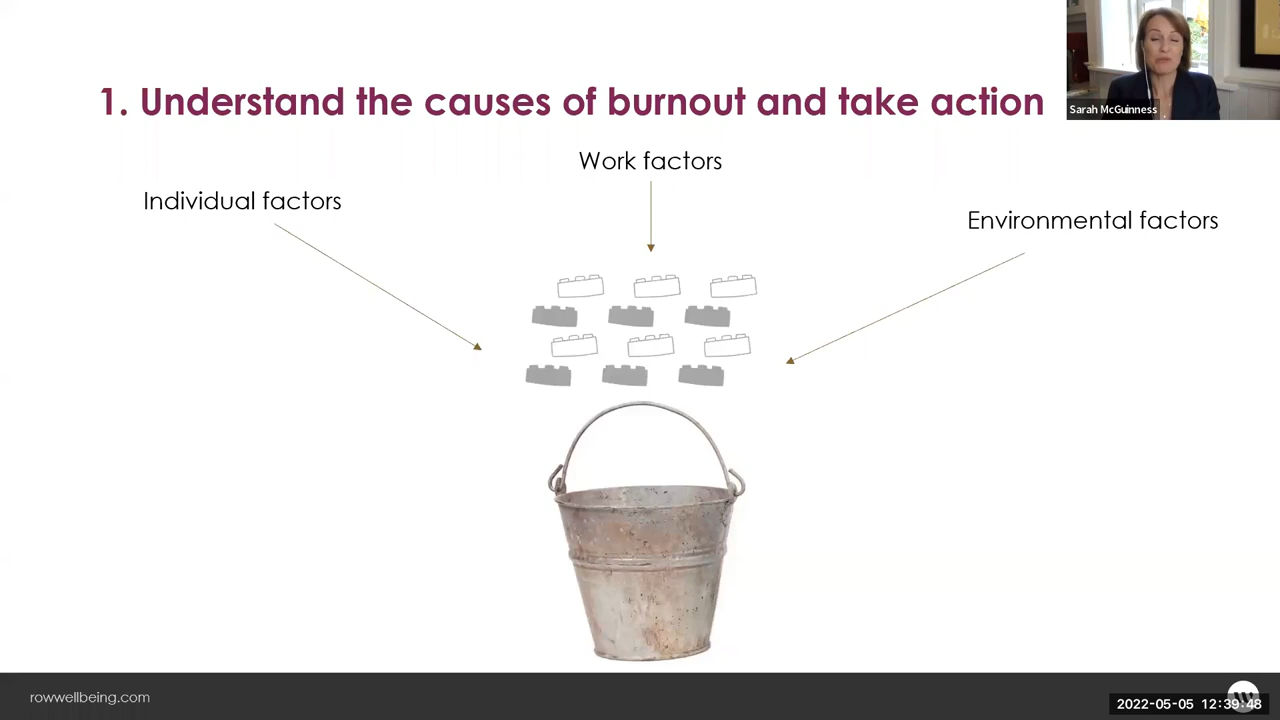 Sarah McGuinness
1. Understand the causes of burnout and take action
Work factors
Individual factors
Environmental factors
rowwellbeing.com
2022-05-05 12:39:48